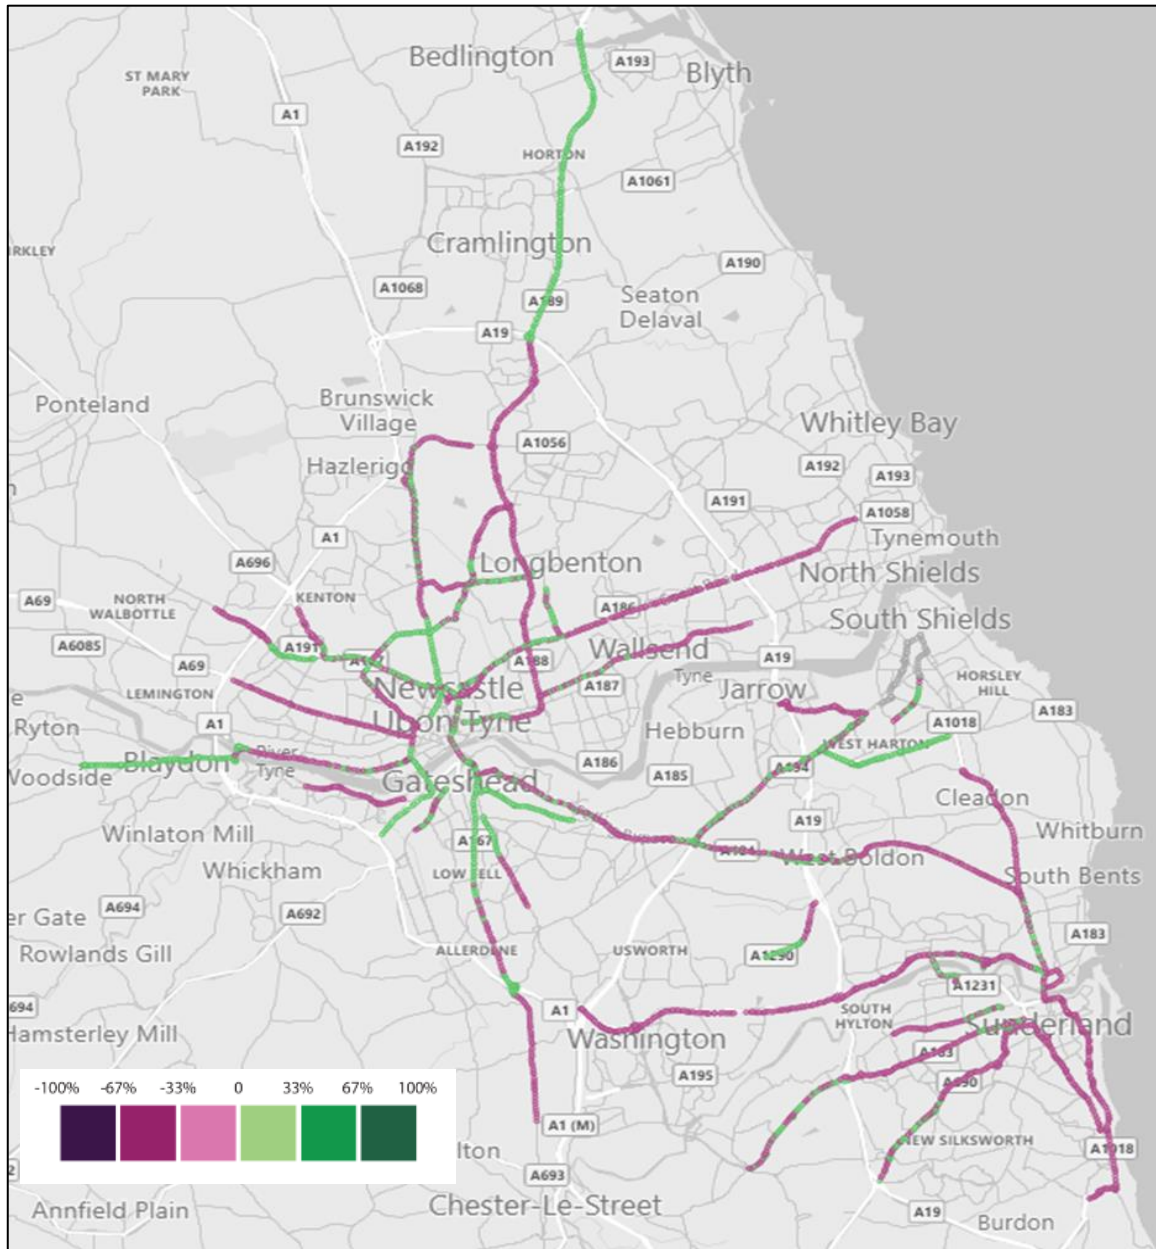 Bedlington
A193
Blyth
ST MARY
PARK
A1
A192
HORTON
A1061
Cramlington
IRKLEY
A190
A1068
A189
Seaton
Delaval
A19
Brunswick
Village
Ponteland
Whitley Bay
A1056
Hazlerigg
A192
A193
A191
A1058
A1
Tynemouth
Longbenton
A696
North Shields
A69
NORTH
WALBOTTLE
KENTON
A186
South Shields
A6085
A191
Wallsend
A69
A188
A19
Tyne
HORSLEY
HILL
LEMINGTON
Newcastle
Upon Tyne
A187
Jarrow
A183
Ryton
A1
Hebburn
A1018
WEST HARTON
Blaydon
River
Tyne
A186
A185
A194
Woodside
Gateshead
Cleadon
A19
Winlaton Mill
A167
Whitburn
Whickham
LOW FELL
A184
West Boldon
South Bents
A694
A692
er Gate
A183
Rowlands Gill
ALLERDENE
USWORTH
A1290
A1231
694
A1
SOUTH
HYLTON
Hamsterley Mill
Washington
Sunderland
A183
A195
A690
-100% -67% -33% 0 33% 67% 100%
A1 (M)
NEW SILKSWORTH
lton
A1018
A693
Chester-Le-Street
Annfield Plain
A19
Burdon